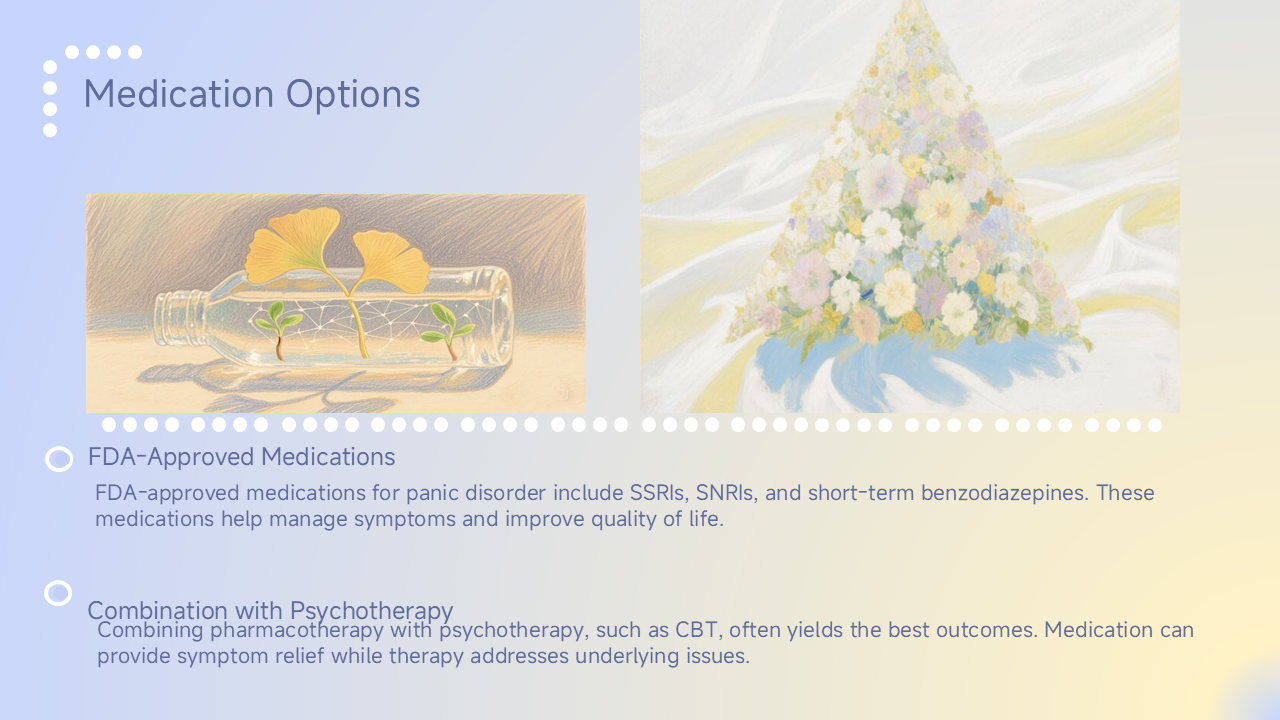 Medication Options
FDA-Approved Medications
FDA-approved medications for panic disorder include SSRIs, SNRIs, and short-term benzodiazepines. These
medications help manage symptoms and improve quality of life.
Combination with Psychotherapy
Combining pharmacotherapy with psychotherapy, such as CBT, often yields the best outcomes. Medication can
provide symptom relief while therapy addresses underlying issues.